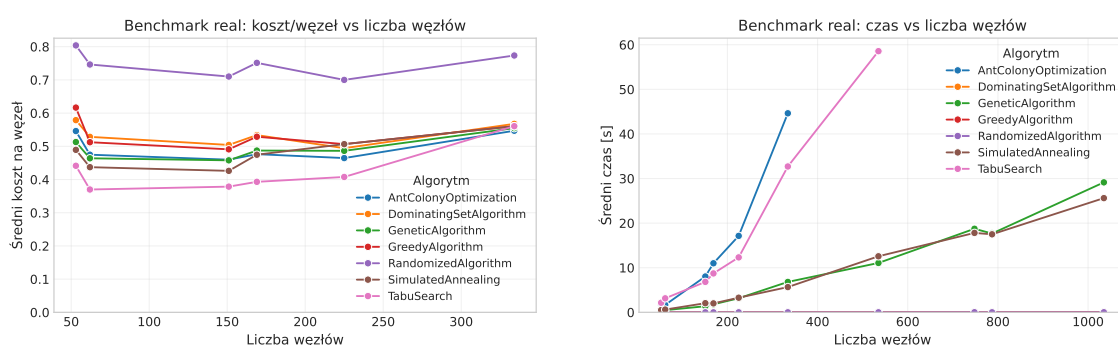 Benchmark real: koszt/węzeł vs liczba węzłów
Średni koszt na węzeł
0.8
0.7
0.6
0.5
0.4
0.3
0.2
0.1
0.0
50
100
150
200
250
300
Liczba węzłów
Algorytm
AntColonyOptimization
DominatingSetAlgorithm
GeneticAlgorithm
GreedyAlgorithm
RandomizedAlgorithm
SimulatedAnnealing
TabuSearch
Benchmark real: czas vs liczba węzłów
Średni czas [s]
60
50
40
30
20
10
0
200
400
600
800
1000
Liczba węzłów
Algorytm
AntColonyOptimization
DominatingSetAlgorithm
GeneticAlgorithm
GreedyAlgorithm
RandomizedAlgorithm
SimulatedAnnealing
TabuSearch